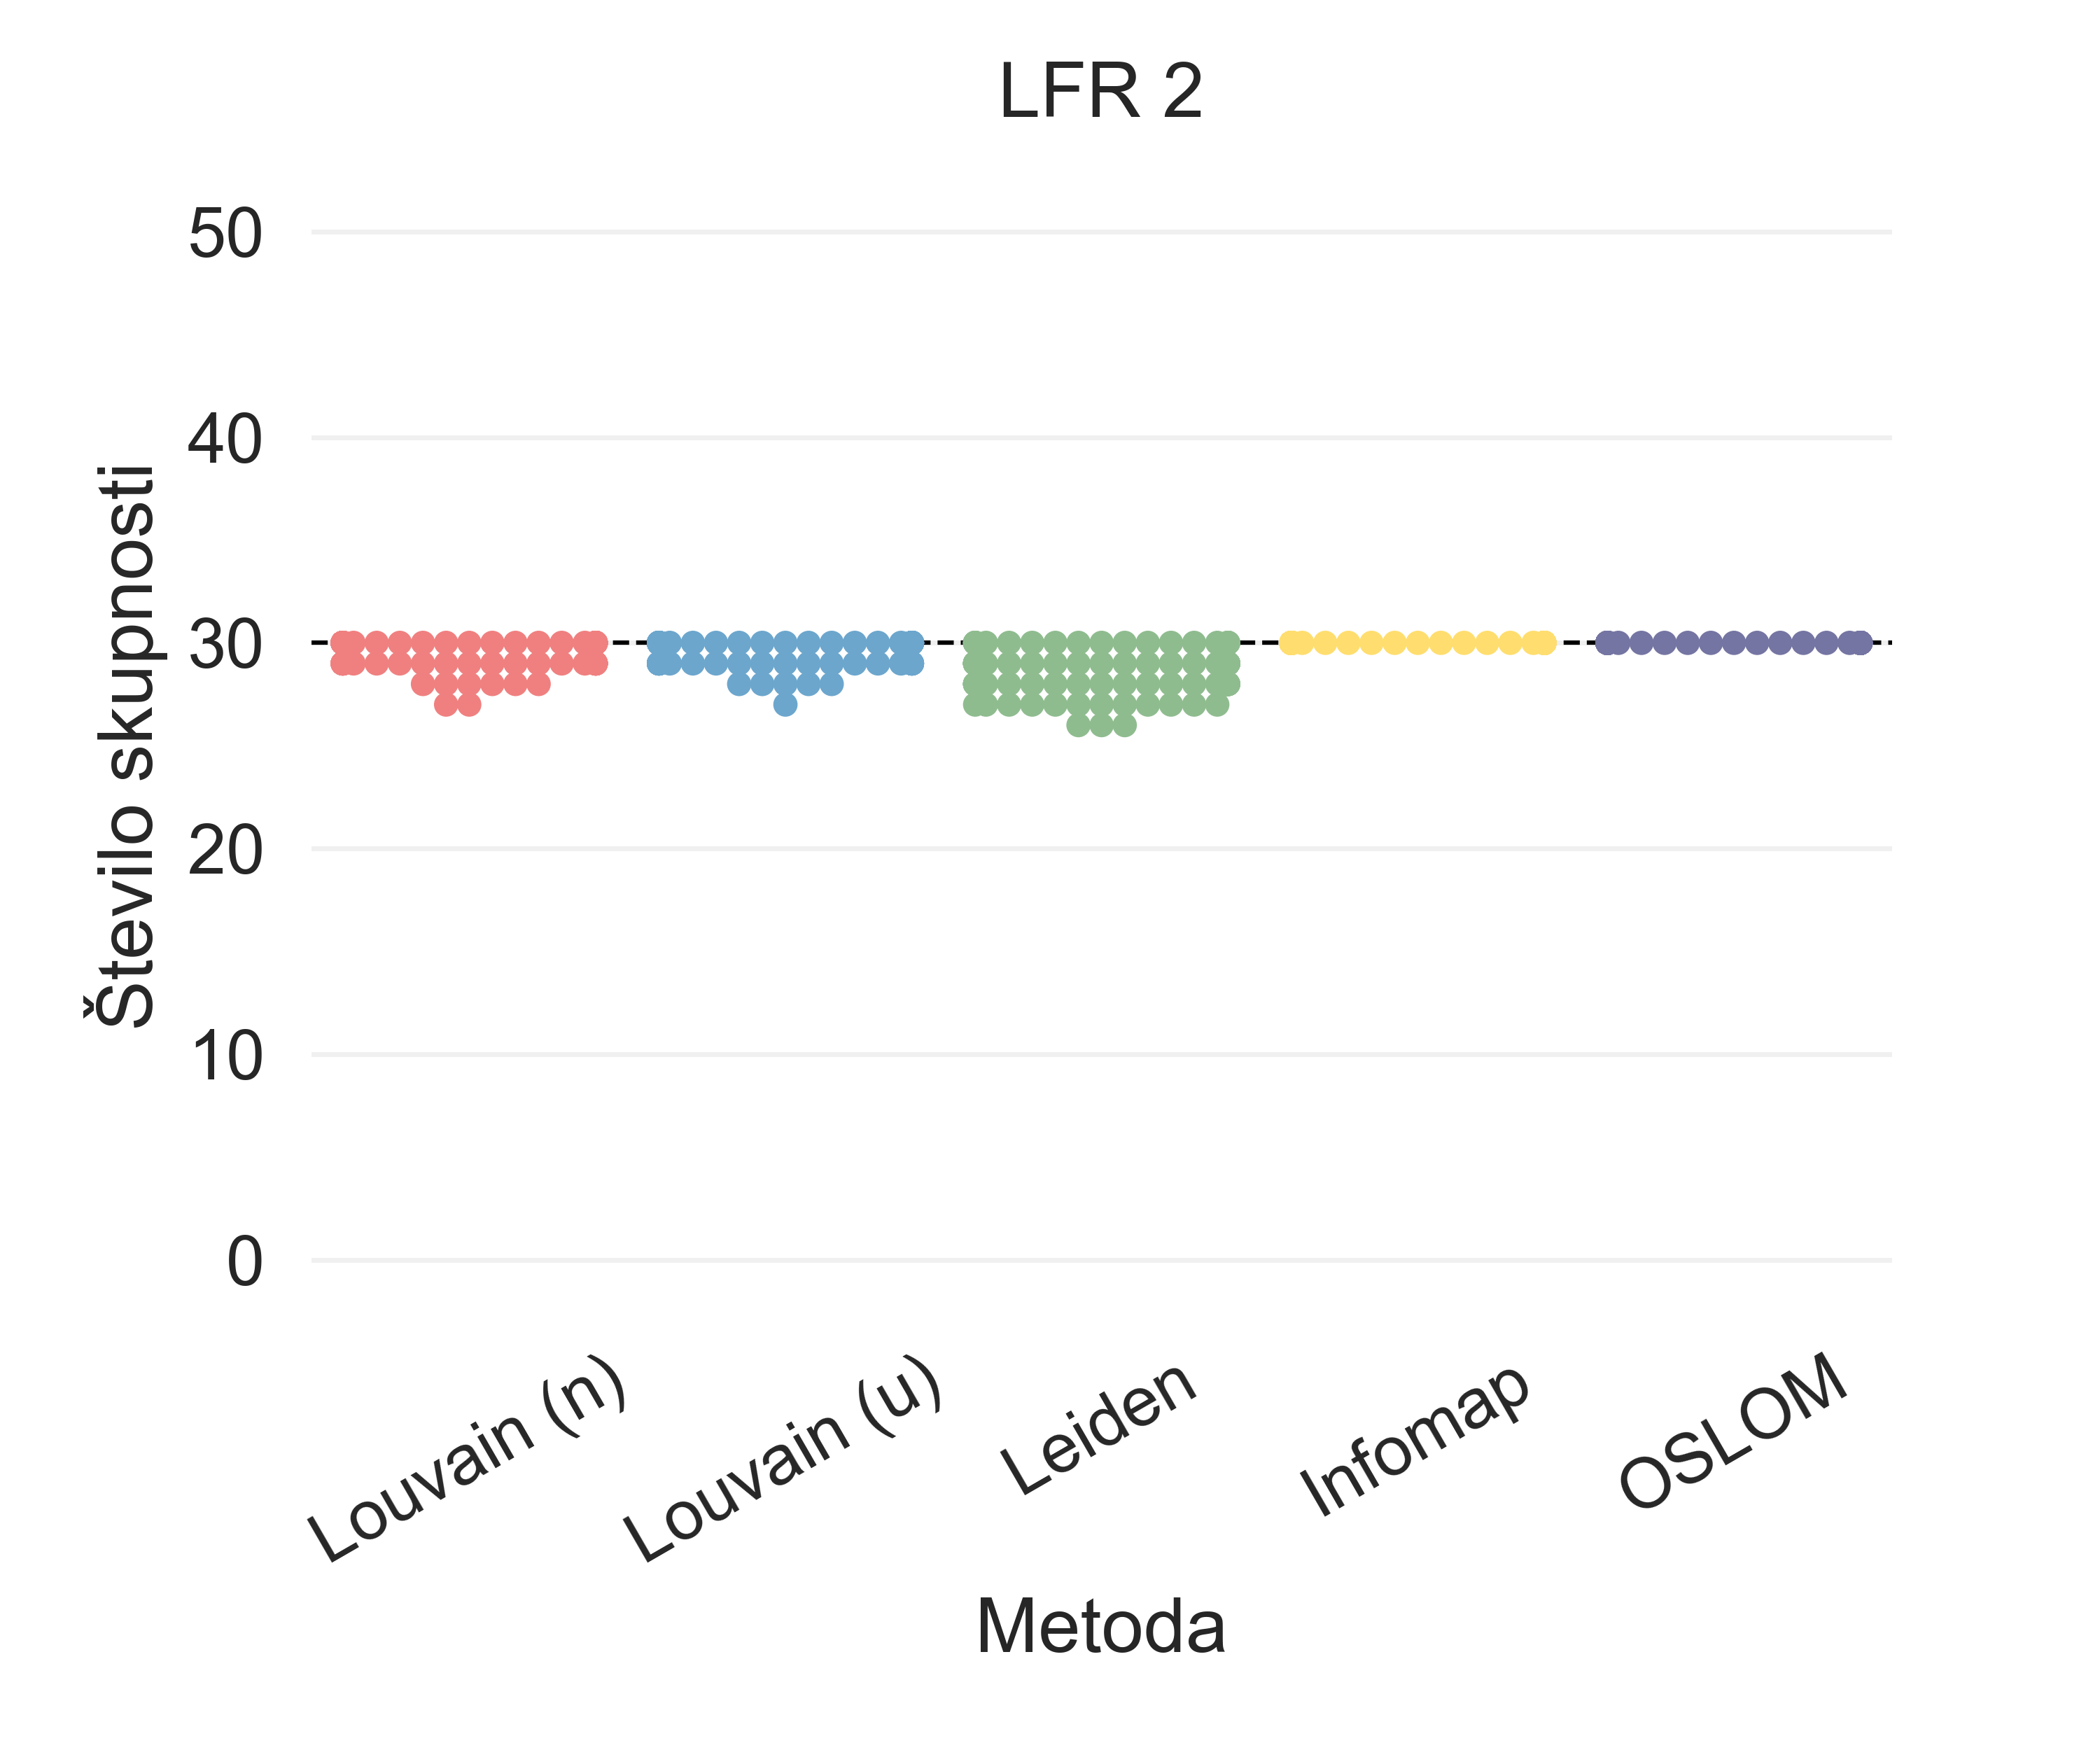 LFR 2
Število skupnosti
50
40
30
20
10
0
Louvain (n)
Louvain (u)
Leiden
Infomap
OSLOM
Metoda